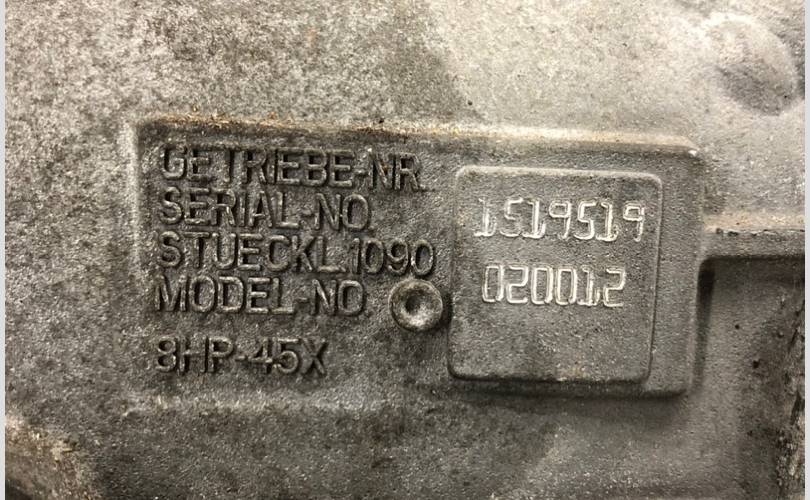 GETRIEBE-NR.
SERIAL-NO. 1519519
STUECKL.1090
MODEL-NO. 020012
8HP-45X